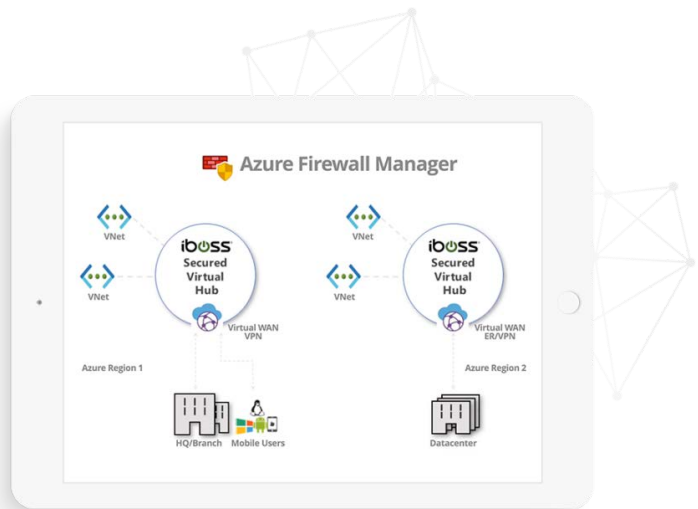 Azure Firewall Manager
VNet
VNet
iboss
Secured
Virtual
Hub
Virtual WAN
VPN
Azure Region 1
HQ/Branch
Mobile Users
VNet
VNet
iboss
Secured
Virtual
Hub
Virtual WAN
ER/VPN
Azure Region 2
Datacenter